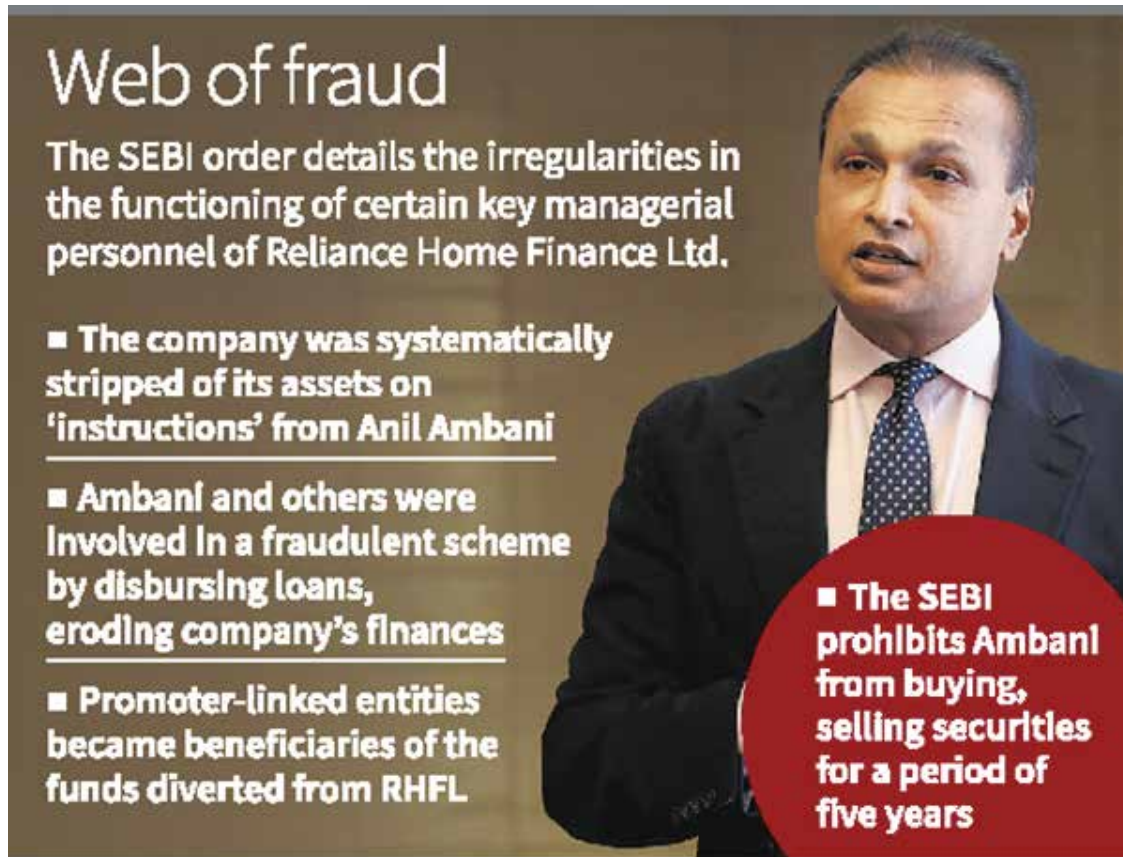 Web of fraud
The SEBI order details the irregularities in
the functioning of certain key managerial
personnel of Reliance Home Finance Ltd.
■ The company was systematically
stripped of its assets on
‘instructions’ from Anil Ambani
■ Ambani and others were
involved in a fraudulent scheme
by disbursing loans,
eroding company’s finances
■ Promoter-linked entities
became beneficiaries of the
funds diverted from RHFL
■ The SEBI
prohibits Ambani
from buying,
selling securities
for a period of
five years